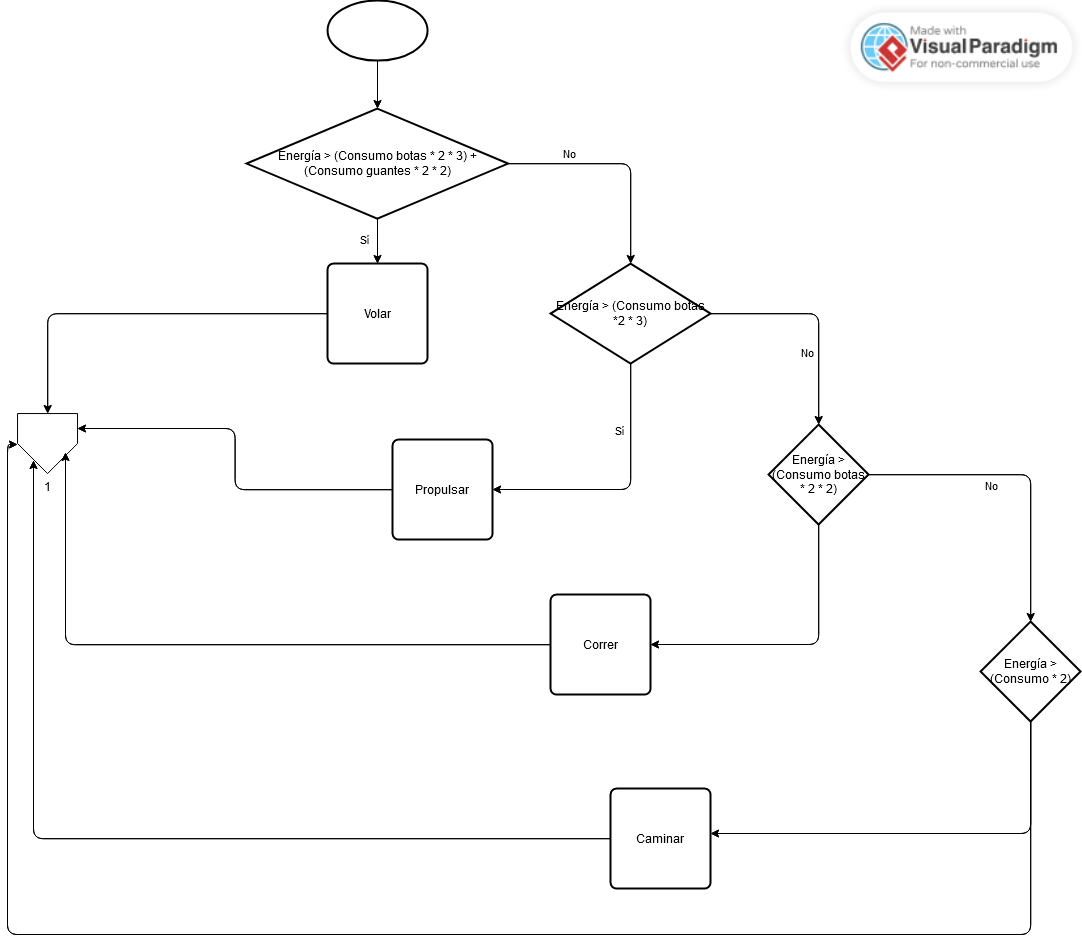 Made with
VisualParadigm
For non-commercial use
Energía > (Consumo botas * 2 * 3) +
(Consumo guantes * 2 * 2)
No
Sí
Volar
Energía > (Consumo botas
*2 * 3)
No
Sí
Propulsar
1
Energía >
(Consumo botas
* 2 * 2)
No
Correr
Energía >
(Consumo * 2)
Caminar